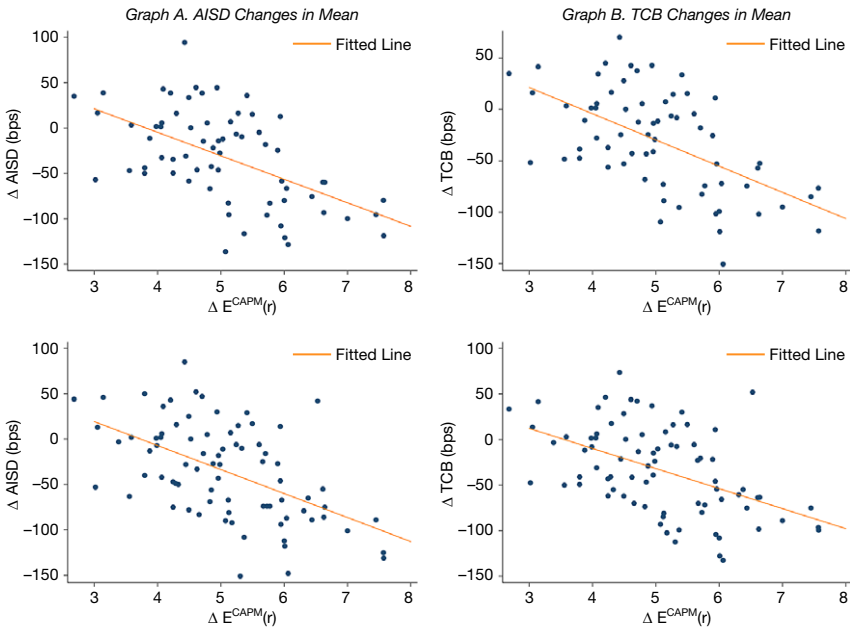 Graph A. AISD Changes in Mean
100
50
0
−50
−100
−150
Δ AISD (bps)
Fitted Line
3 4 5 6 7 8
Δ E^CAPM(r)
Graph B. TCB Changes in Mean
50
0
−50
−100
−150
Δ TCB (bps)
Fitted Line
3 4 5 6 7 8
Δ E^CAPM(r)
100
50
0
−50
−100
−150
Δ AISD (bps)
Fitted Line
3 4 5 6 7 8
Δ E^CAPM(r)
100
50
0
−50
−100
−150
Δ TCB (bps)
Fitted Line
3 4 5 6 7 8
Δ E^CAPM(r)